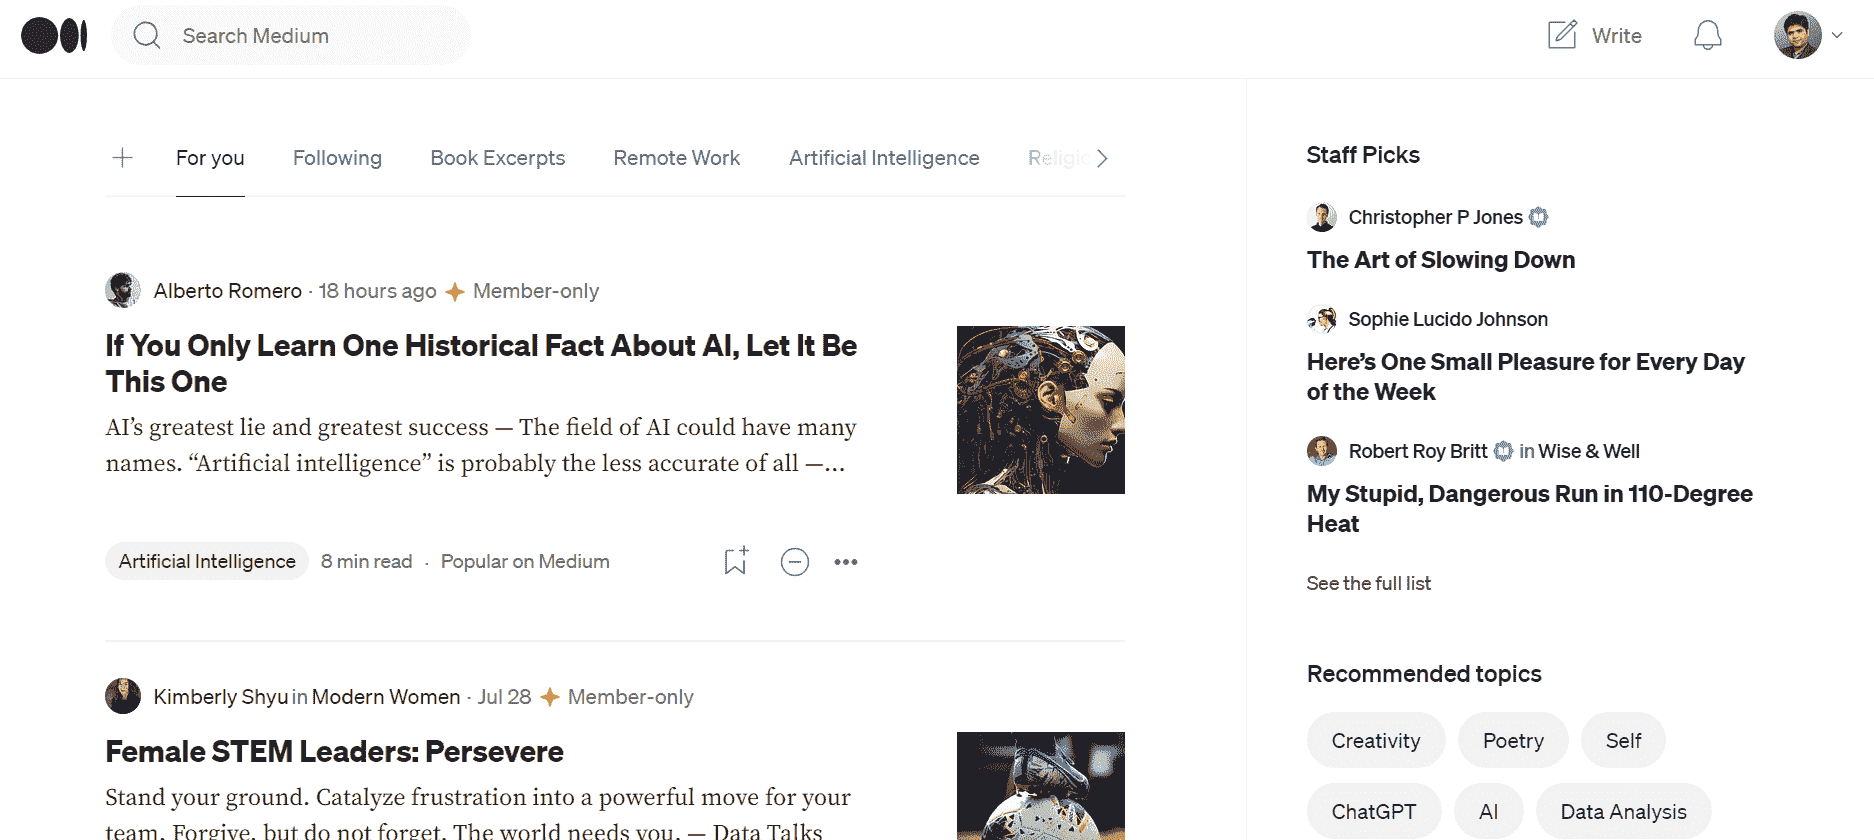 Search Medium
Write
For you
Following
Book Excerpts
Remote Work
Artificial Intelligence
Religio
Alberto Romero · 18 hours ago Member-only
If You Only Learn One Historical Fact About AI, Let It Be
This One
AI’s greatest lie and greatest success — The field of AI could have many
names. “Artificial intelligence” is probably the less accurate of all —…
Artificial Intelligence
8 min read · Popular on Medium
Kimberly Shyu in Modern Women · Jul 28 Member-only
Female STEM Leaders: Persevere
Stand your ground. Catalyze frustration into a powerful move for your
team. Forgive, but do not forget. The world needs you. — Data Talks
Staff Picks
Christopher P Jones
The Art of Slowing Down
Sophie Lucido Johnson
Here’s One Small Pleasure for Every Day
of the Week
Robert Roy Britt in Wise & Well
My Stupid, Dangerous Run in 110-Degree
Heat
See the full list
Recommended topics
Creativity
Poetry
Self
ChatGPT
AI
Data Analysis